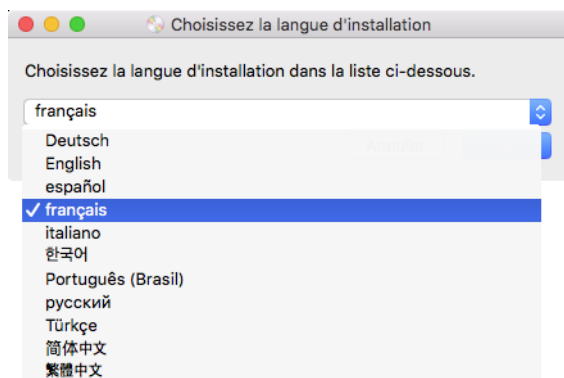 Choisissez la langue d'installation
Choisissez la langue d'installation dans la liste ci-dessous.
français
Deutsch
English
español
✓ français
italiano
한국어
Português (Brasil)
русский
Türkçe
简体中文
繁體中文